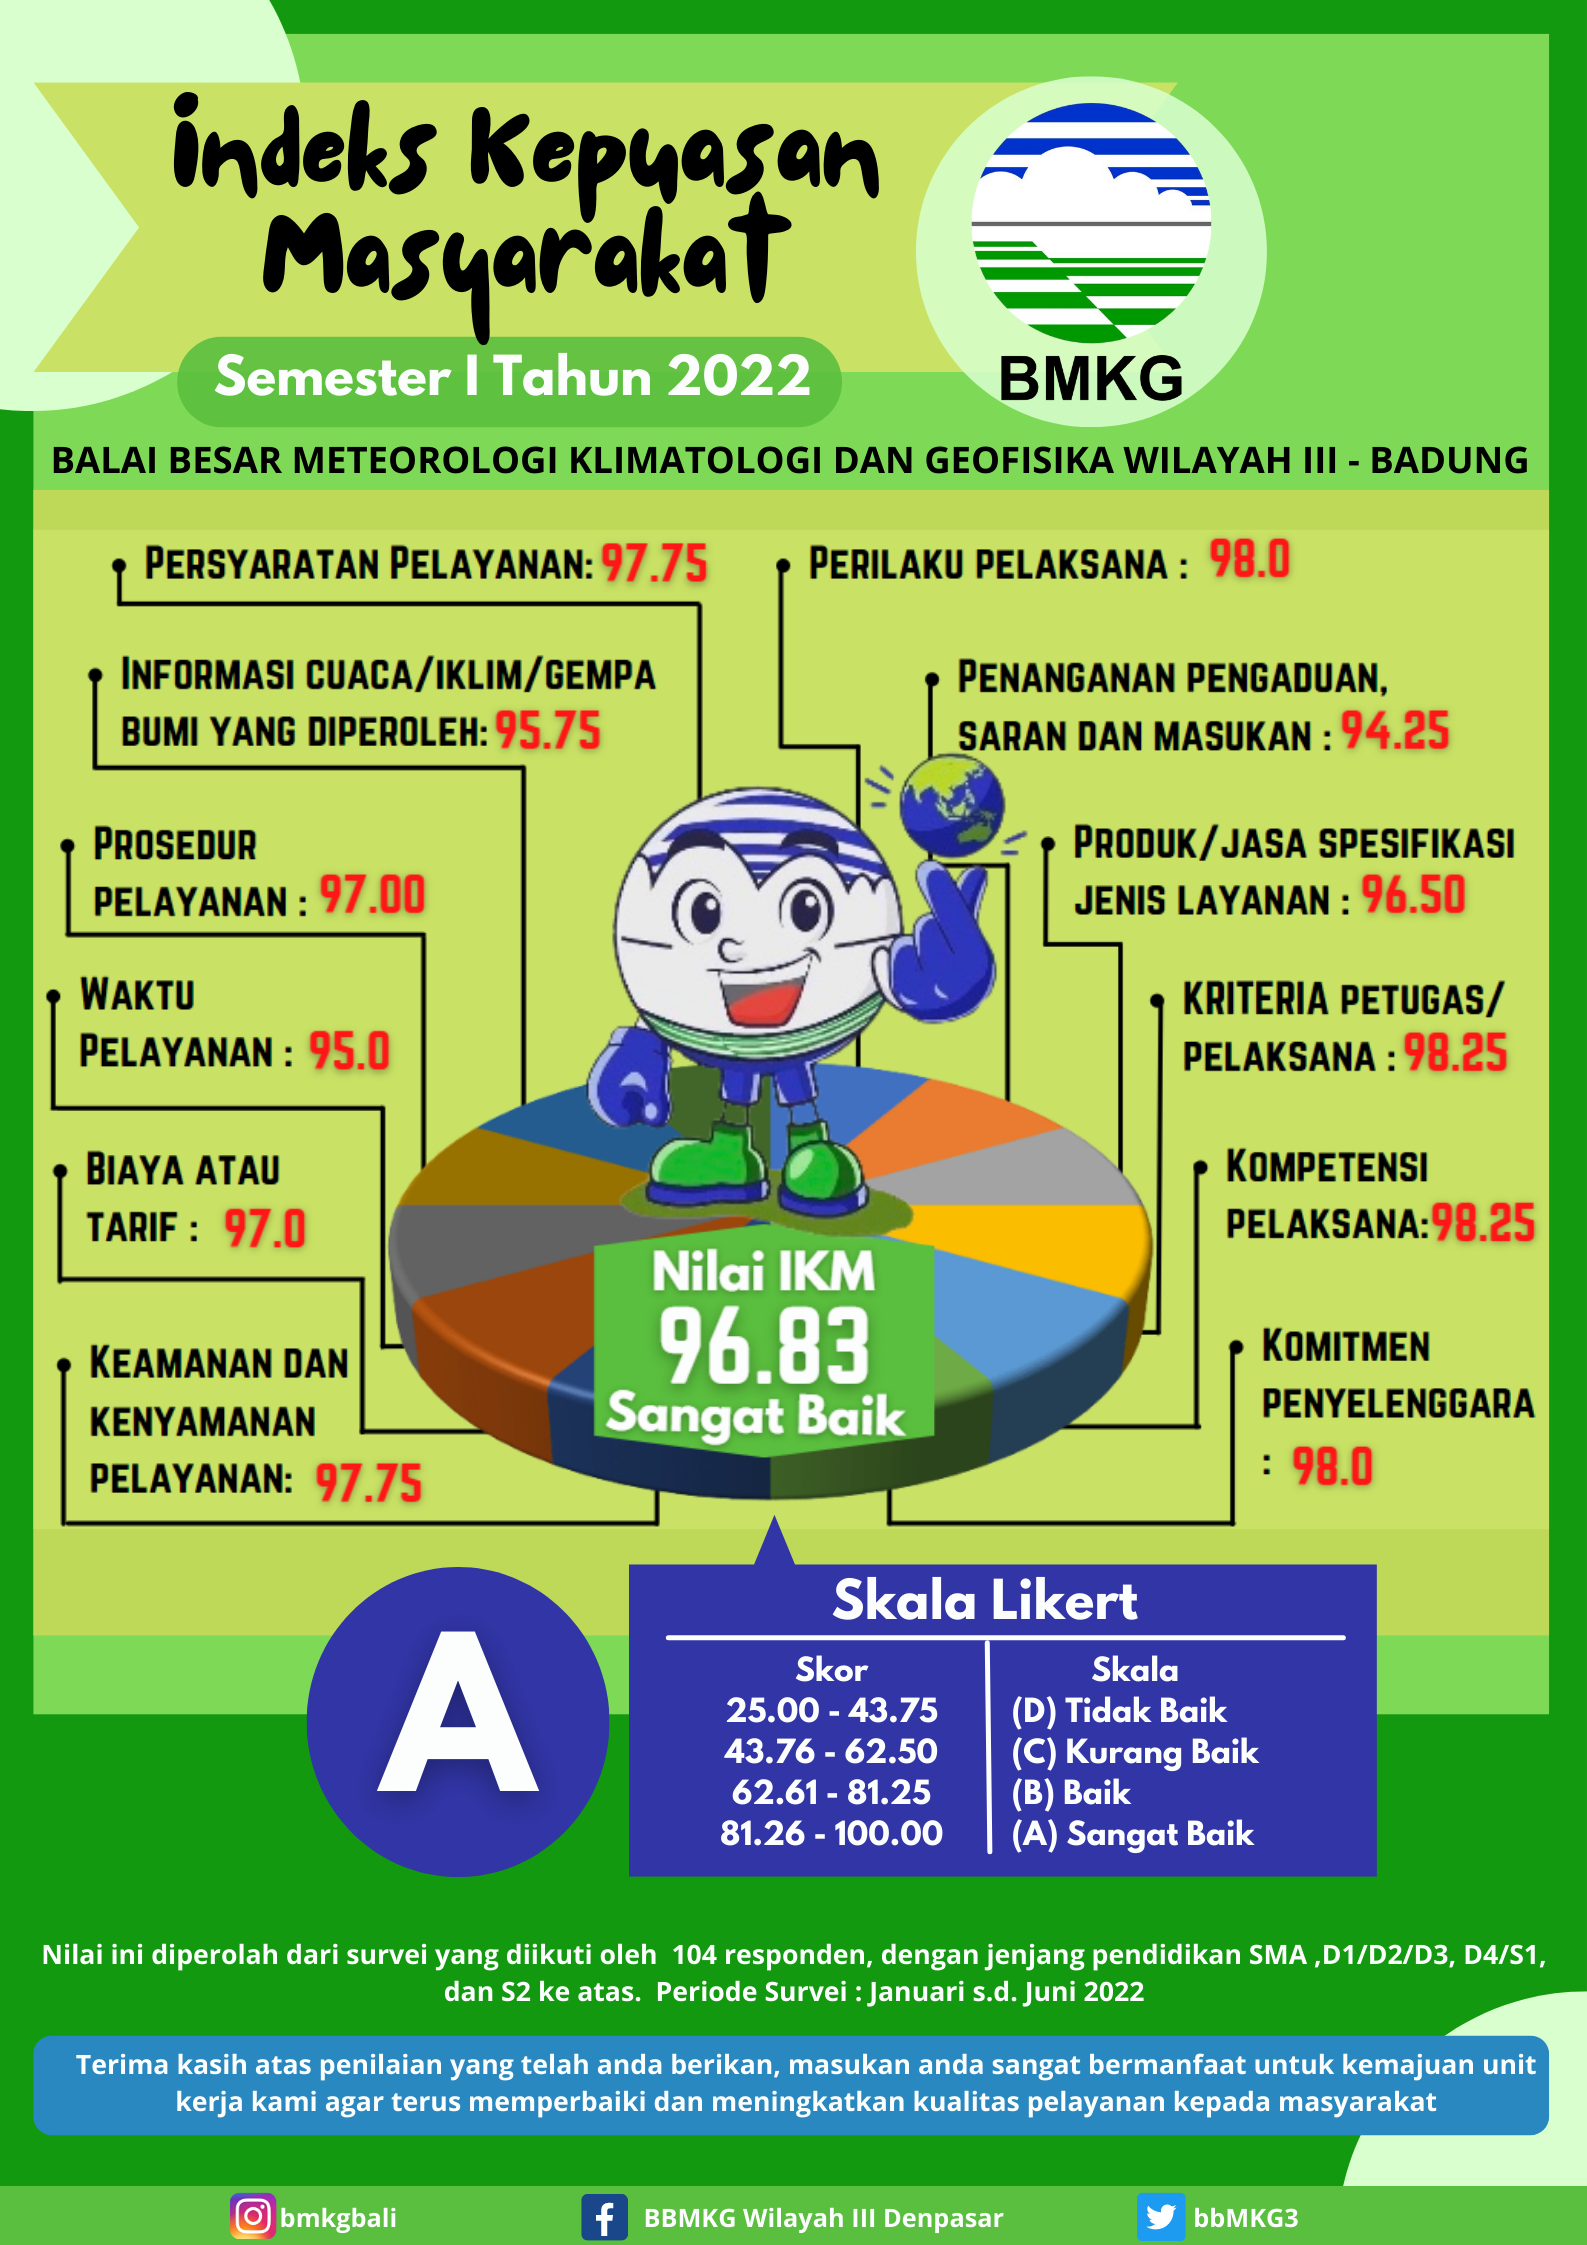 Indeks Kepuasan
Masyarakat
Semester I Tahun 2022
BMKG
BALAI BESAR METEOROLOGI KLIMATOLOGI DAN GEOFISIKA WILAYAH III - BADUNG
PERSYARATAN PELAYANAN: 97.75
INFORMASI CUACA/IKLIM/GEMPA
BUMI YANG DIPEROLEH: 95.75
PROSEDUR
PELAYANAN : 97.00
WAKTU
PELAYANAN : 95.0
BIAYA ATAU
TARIF : 97.0
KEAMANAN DAN
KENYAMANAN
PELAYANAN: 97.75
PERILAKU PELAKSANA : 98.0
PENANGANAN PENGADUAN,
SARAN DAN MASUKAN : 94.25
PRODUK/JASA SPESIFIKASI
JENIS LAYANAN : 96.50
KRITERIA PETUGAS/
PELAKSANA : 98.25
KOMPETENSI
PELAKSANA: 98.25
KOMITMEN
PENYELENGGARA
: 98.0
Nilai IKM
96.83
Sangat Baik
A
Skala Likert
Skor Skala
25.00 - 43.75 (D) Tidak Baik
43.76 - 62.50 (C) Kurang Baik
62.61 - 81.25 (B) Baik
81.26 - 100.00 (A) Sangat Baik
Nilai ini diperolah dari survei yang diikuti oleh 104 responden, dengan jenjang pendidikan SMA ,D1/D2/D3, D4/S1,
dan S2 ke atas. Periode Survei : Januari s.d. Juni 2022
Terima kasih atas penilaian yang telah anda berikan, masukan anda sangat bermanfaat untuk kemajuan unit
kerja kami agar terus memperbaiki dan meningkatkan kualitas pelayanan kepada masyarakat
bmkgbali
BBMKG Wilayah III Denpasar
bbMKG3